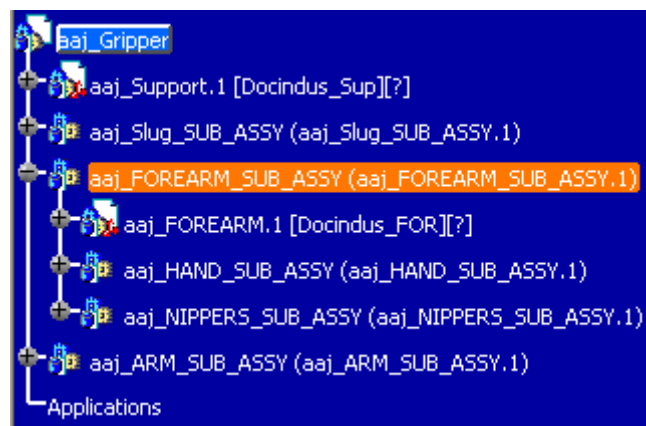 aaj_Gripper
aaj_Support.1 [Docindus_Sup][?]
aaj_Slug_SUB_ASSY (aaj_Slug_SUB_ASSY.1)
aaj_FOREARM_SUB_ASSY (aaj_FOREARM_SUB_ASSY.1)
aaj_FOREARM.1 [Docindus_FOR][?]
aaj_HAND_SUB_ASSY (aaj_HAND_SUB_ASSY.1)
aaj_NIPPERS_SUB_ASSY (aaj_NIPPERS_SUB_ASSY.1)
aaj_ARM_SUB_ASSY (aaj_ARM_SUB_ASSY.1)
Applications